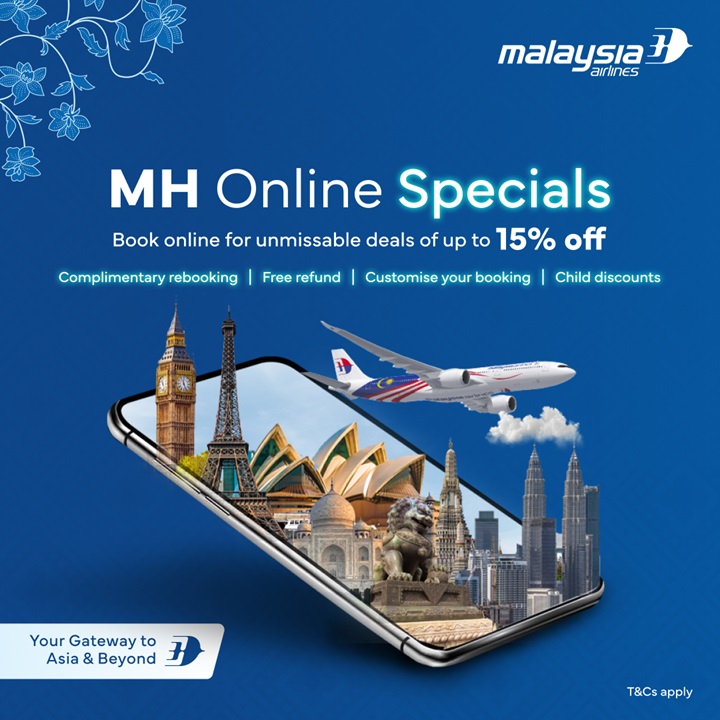 malaysia
airlines
MH Online Specials
Book online for unmissable deals of up to 15% off
Complimentary rebooking | Free refund | Customise your booking | Child discounts
Your Gateway to
Asia & Beyond
T&Cs apply